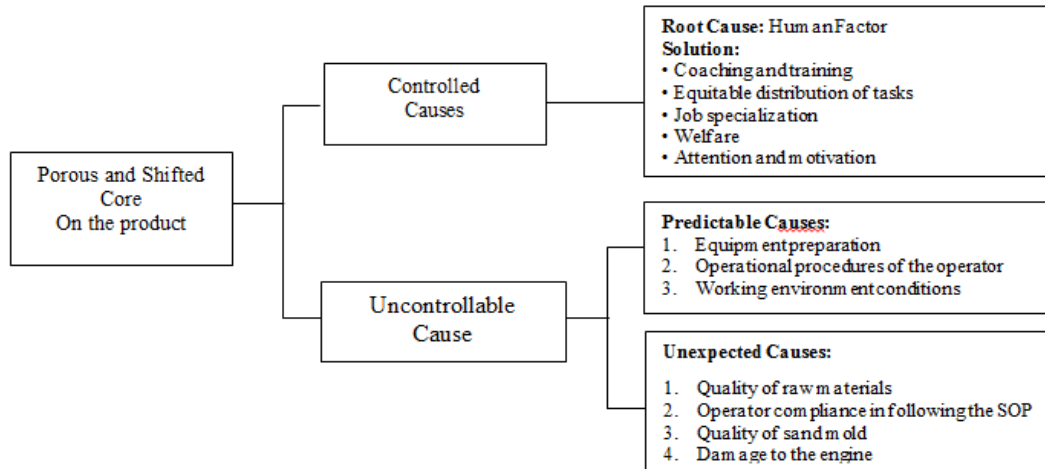 Porous and Shifted
Core
On the product
Controlled
Causes
Root Cause: Human Factor
Solution:
• Coaching and training
• Equitable distribution of tasks
• Job specialization
• Welfare
• Attention and motivation
Uncontrollable
Cause
Predictable Causes:
1. Equipment preparation
2. Operational procedures of the operator
3. Working environment conditions
Unexpected Causes:
1. Quality of raw materials
2. Operator compliance in following the SOP
3. Quality of sand mold
4. Damage to the engine